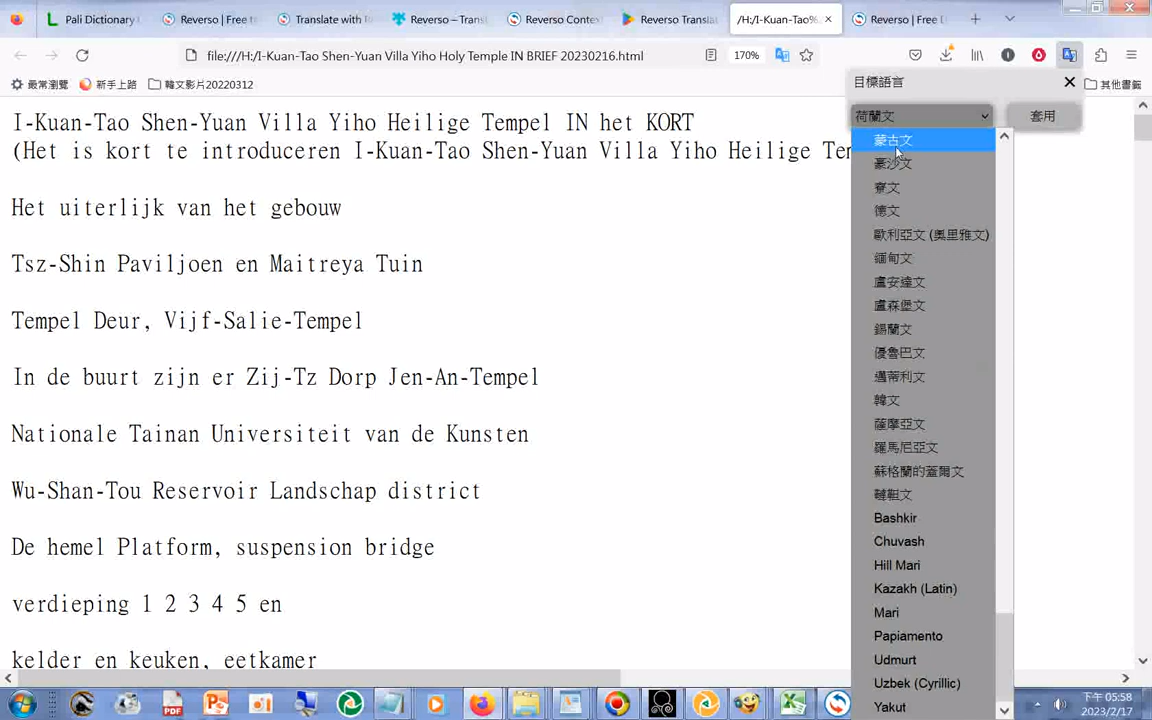 Pali Dictionary
Reverso | Free t
Translate with
Reverso – Trans
Reverso Contex
Reverso Transla
/H:/I-Kuan-Tao%
Reverso | Free D
file:///H:/I-Kuan-Tao Shen-Yuan Villa Yiho Holy Temple IN BRIEF 20230216.html
170%
最常瀏覽
新手上路
韓文影片20220312
其他書籤
目標語言
荷蘭文
套用
I-Kuan-Tao Shen-Yuan Villa Yiho Heilige Tempel IN het KORT
(Het is kort te introduceren I-Kuan-Tao Shen-Yuan Villa Yiho Heilige Ter
Het uiterlijk van het gebouw
Tsz-Shin Paviljoen en Maitreya Tuin
Tempel Deur, Vijf-Salie-Tempel
In de buurt zijn er Zij-Tz Dorp Jen-An-Tempel
Nationale Tainan Universiteit van de Kunsten
Wu-Shan-Tou Reservoir Landschap district
De hemel Platform, suspension bridge
verdieping 1 2 3 4 5 en
kelder en keuken, eetkamer
蒙古文
豪沙文
寮文
德文
歐利亞文 (奧里雅文)
緬甸文
盧安達文
盧森堡文
錫蘭文
優魯巴文
邁蒂利文
韓文
薩摩亞文
羅馬尼亞文
蘇格蘭的蓋爾文
韃靼文
Bashkir
Chuvash
Hill Mari
Kazakh (Latin)
Mari
Papiamento
Udmurt
Uzbek (Cyrillic)
Yakut
下午 05:58
2023/2/17